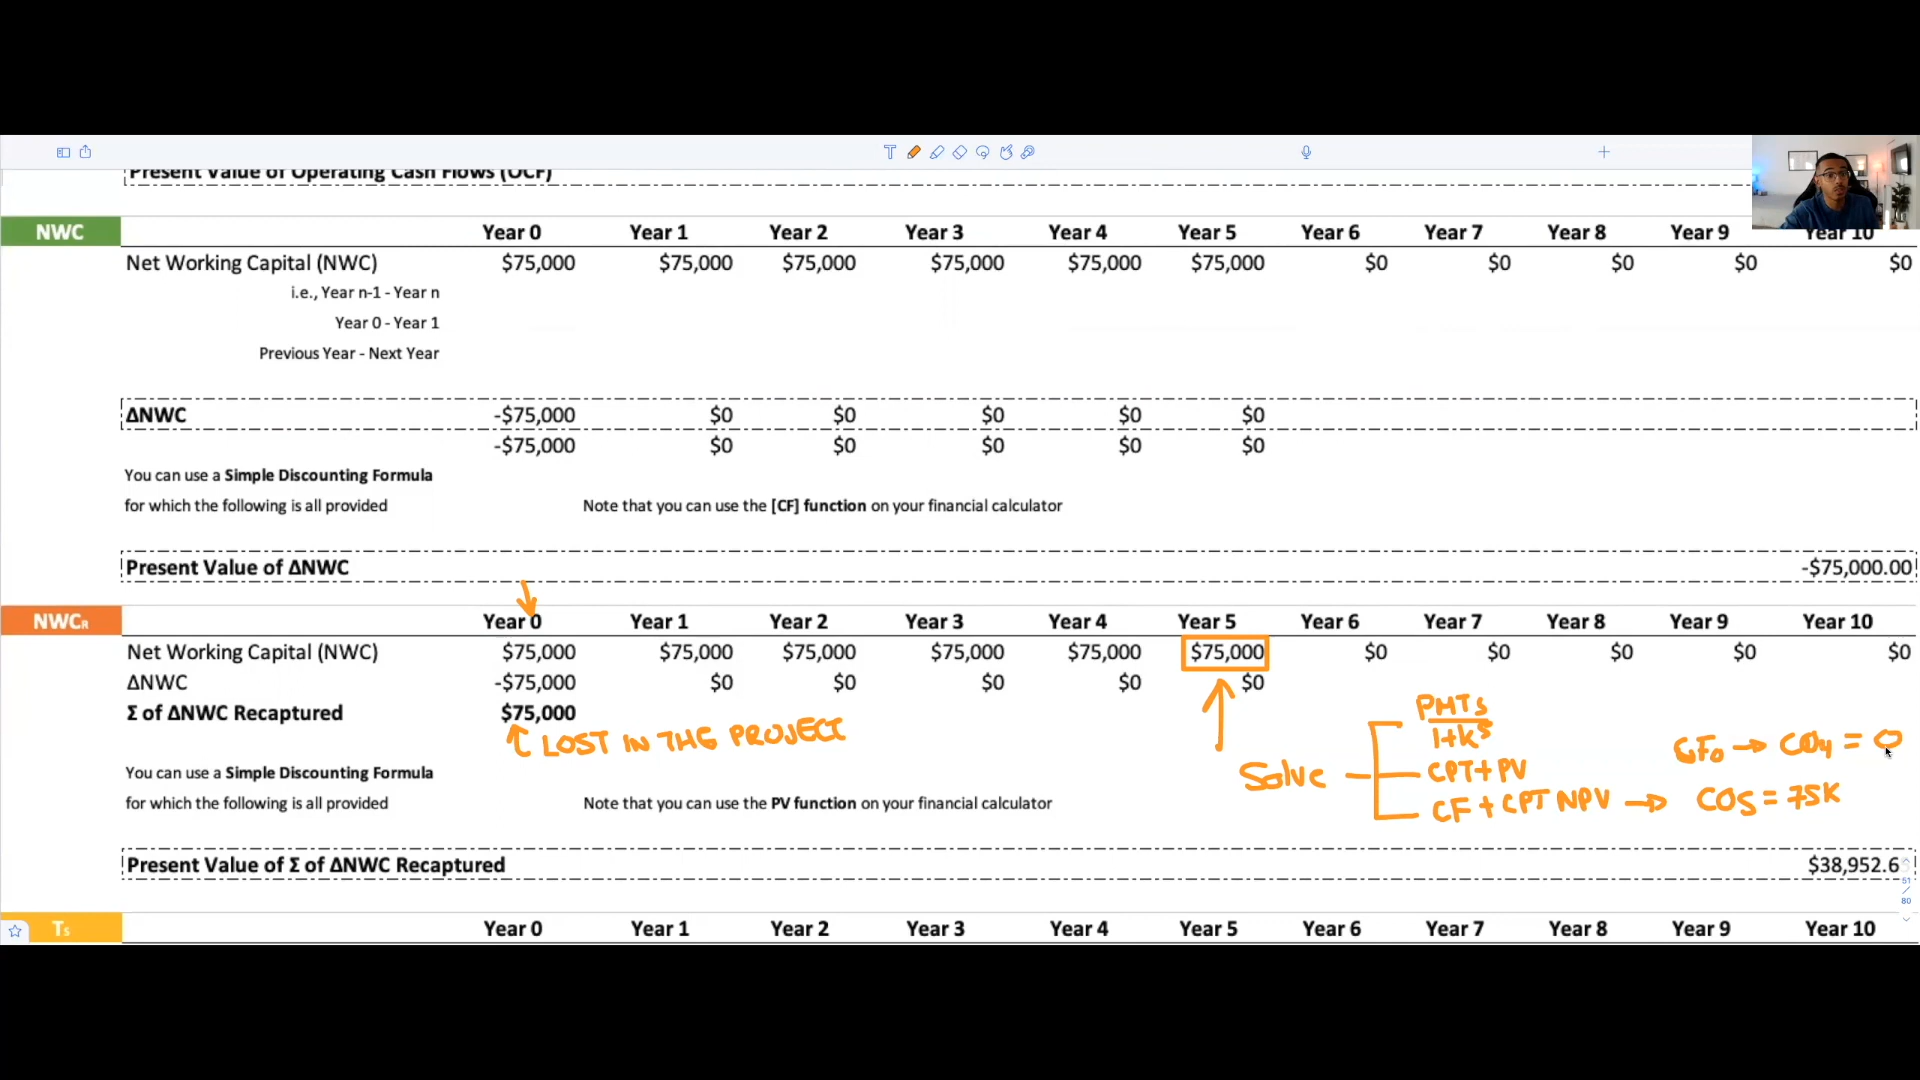 Present Value of Operating Cash Flows (OCF)
NWC Year 0 Year 1 Year 2 Year 3 Year 4 Year 5 Year 6 Year 7 Year 8 Year 9 Year 10
Net Working Capital (NWC) $75,000 $75,000 $75,000 $75,000 $75,000 $75,000 $0 $0 $0 $0 $0
i.e., Year n-1 - Year n
Year 0 - Year 1
Previous Year - Next Year
ΔNWC -$75,000 $0 $0 $0 $0 $0
-$75,000 $0 $0 $0 $0 $0
You can use a Simple Discounting Formula
for which the following is all provided Note that you can use the [CF] function on your financial calculator
Present Value of ΔNWC -$75,000.00
NWCR Year 0 Year 1 Year 2 Year 3 Year 4 Year 5 Year 6 Year 7 Year 8 Year 9 Year 10
Net Working Capital (NWC) $75,000 $75,000 $75,000 $75,000 $75,000 $75,000 $0 $0 $0 $0 $0
ΔNWC -$75,000 $0 $0 $0 $0 $0
Σ of ΔNWC Recaptured $75,000
LOST IN THE PROJECT
PMTs
1+k⁵
CF0 → CO4 = 0
Solve
CPT+PV
CF + CPT NPV → CO5 = 75K
You can use a Simple Discounting Formula
for which the following is all provided Note that you can use the PV function on your financial calculator
Present Value of Σ of ΔNWC Recaptured $38,952.6
51
/
80
Ts Year 0 Year 1 Year 2 Year 3 Year 4 Year 5 Year 6 Year 7 Year 8 Year 9 Year 10